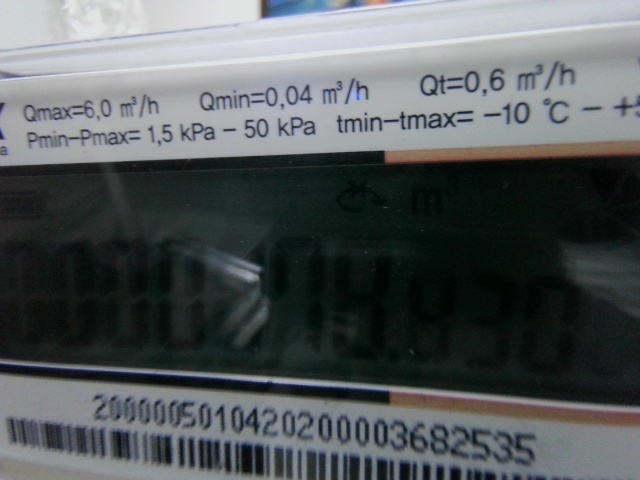 Qmax=6,0 m³/h Qmin=0,04 m³/h Qt=0,6 m³/h
Pmin-Pmax= 1,5 kPa – 50 kPa tmin-tmax= –10 °C – +5
m³
20000050104202000003682535